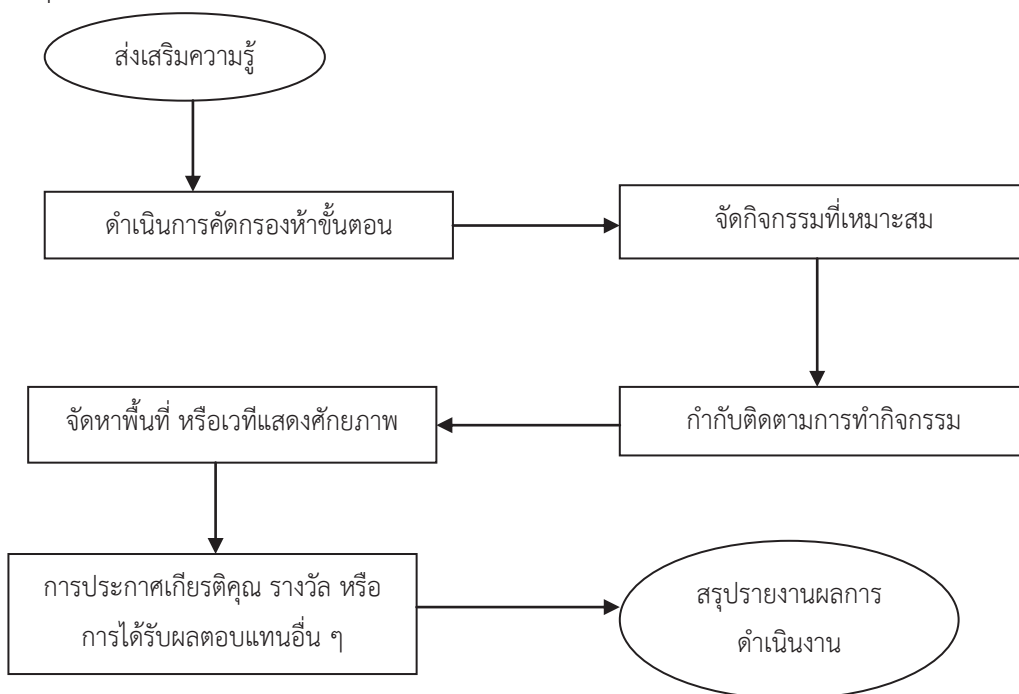 ส่งเสริมความรู้
ดำเนินการคัดกรองห้าขั้นตอน
จัดกิจกรรมที่เหมาะสม
กำกับติดตามการทำกิจกรรม
จัดหาพื้นที่ หรือเวทีแสดงศักยภาพ
การประกาศเกียรติคุณ รางวัล หรือ
การได้รับผลตอบแทนอื่น ๆ
สรุปรายงานผลการ
ดำเนินงาน